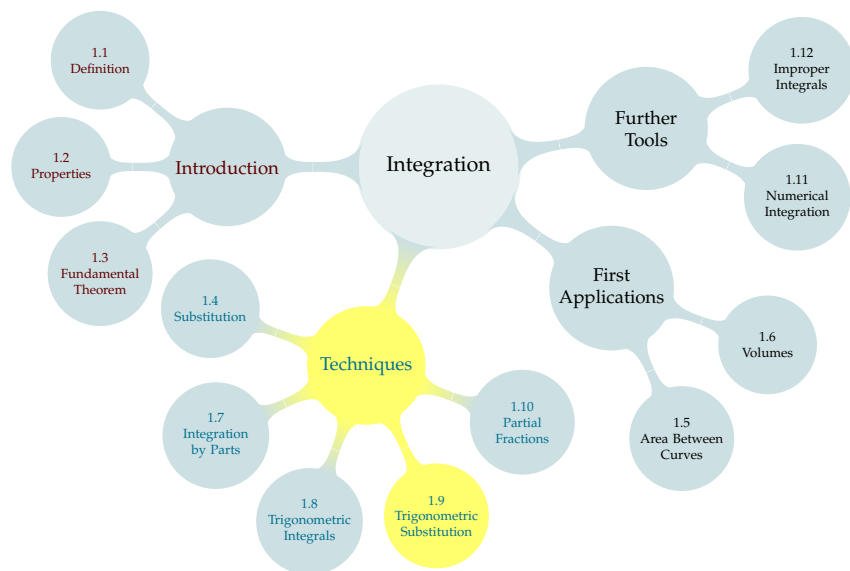 Integration
Introduction
1.1
Definition
1.2
Properties
1.3
Fundamental
Theorem
Techniques
1.4
Substitution
1.7
Integration
by Parts
1.8
Trigonometric
Integrals
1.9
Trigonometric
Substitution
1.10
Partial
Fractions
First
Applications
1.5
Area Between
Curves
1.6
Volumes
Further
Tools
1.11
Numerical
Integration
1.12
Improper
Integrals